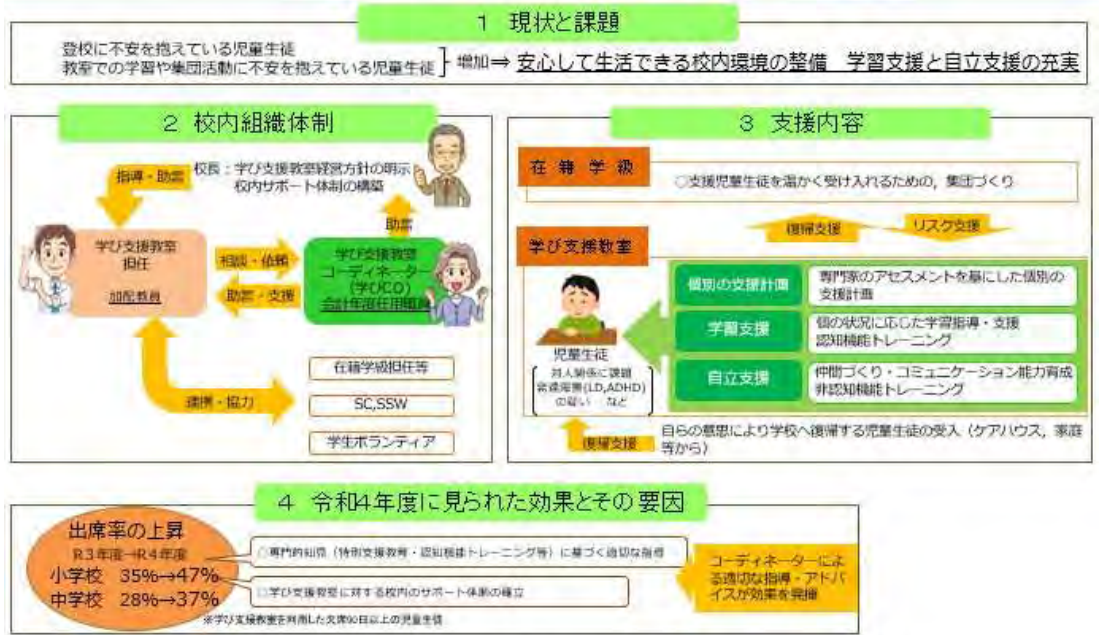 1 現状と課題
登校に不安を抱えている児童生徒
教室での学習や集団活動に不安を抱えている児童生徒
増加⇒ 安心して生活できる校内環境の整備 学習支援と自立支援の充実
2 校内組織体制
校長：学び支援教室経営方針の明示
校内サポート体制の構築
指導・助言
助言
学び支援教室
担任
加配教員
相談・依頼
助言・支援
学び支援教室
コーディネーター
(学びCO)
会計年度任用職員
連携・協力
在籍学級担任等
SC,SSW
学生ボランティア
3 支援内容
在籍学級
○支援児童生徒を温かく受け入れるための，集団づくり
復帰支援
リスク支援
学び支援教室
児童生徒
対人関係に課題
発達障害(LD,ADHD)
の疑い など
個別の支援計画
専門家のアセスメントを基にした個別の
支援計画
学習支援
個の状況に応じた学習指導・支援
認知機能トレーニング
自立支援
仲間づくり・コミュニケーション能力育成
非認知機能トレーニング
復帰支援
自らの意思により学校へ復帰する児童生徒の受入（ケアハウス，家庭
等から）
4 令和4年度に見られた効果とその要因
出席率の上昇
R3年度→R4年度
小学校 35%→47%
中学校 28%→37%
○専門的知見（特別支援教育・認知機能トレーニング等）に基づく適切な指導
○学び支援教室に対する校内のサポート体制の確立
※学び支援教室を利用した欠席90日以上の児童生徒
コーディネーターによ
る適切な指導・アドバ
イスが効果を発揮